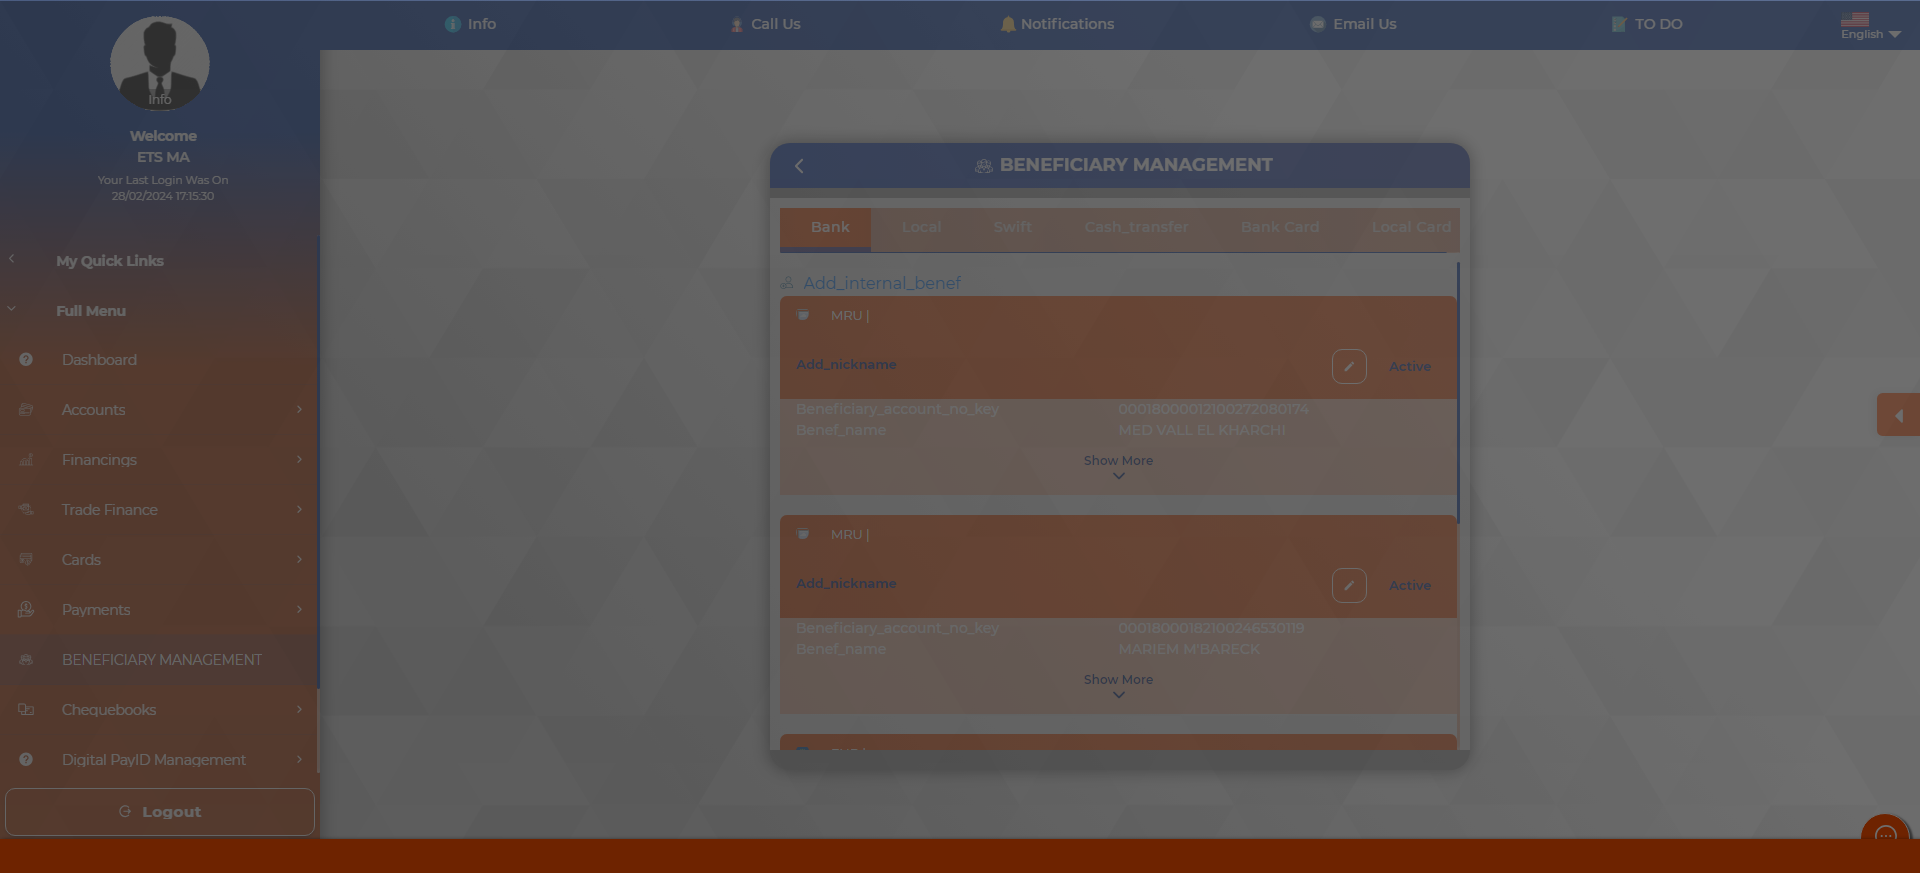 Info
Call Us
Notifications
Email Us
TO DO
English
Info
Welcome
ETS MA
Your Last Login Was On
28/02/2024 17:15:30
My Quick Links
Full Menu
Dashboard
Accounts
Financings
Trade Finance
Cards
Payments
BENEFICIARY MANAGEMENT
Chequebooks
Digital PayID Management
Logout
BENEFICIARY MANAGEMENT
Bank Local Swift Cash_transfer Bank Card Local Card
Add_internal_benef
MRU |
Add_nickname Active
Beneficiary_account_no_key 00018000012100272080174
Benef_name MED VALL EL KHARCHI
Show More
MRU |
Add_nickname Active
Beneficiary_account_no_key 00018000182100246530119
Benef_name MARIEM M'BARECK
Show More